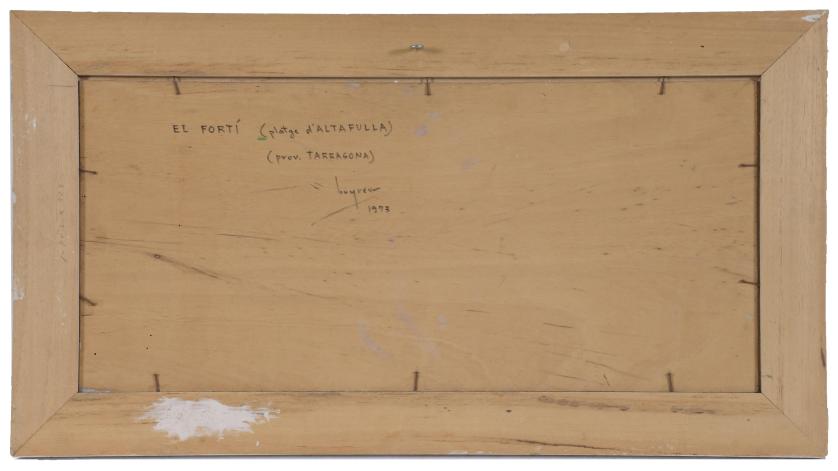 EL FORTÍ (platge d'ALTAFULLA)
(prov. TARRAGONA)
1973